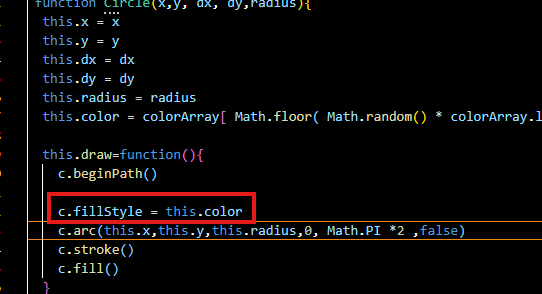 function Circle(x,y, dx, dy,radius){
this.x = x
this.y = y
this.dx = dx
this.dy = dy
this.radius = radius
this.color = colorArray[ Math.floor( Math.random() * colorArray.l
this.draw=function(){
c.beginPath()
c.fillStyle = this.color
c.arc(this.x,this.y,this.radius,0, Math.PI *2 ,false)
c.stroke()
c.fill()
}